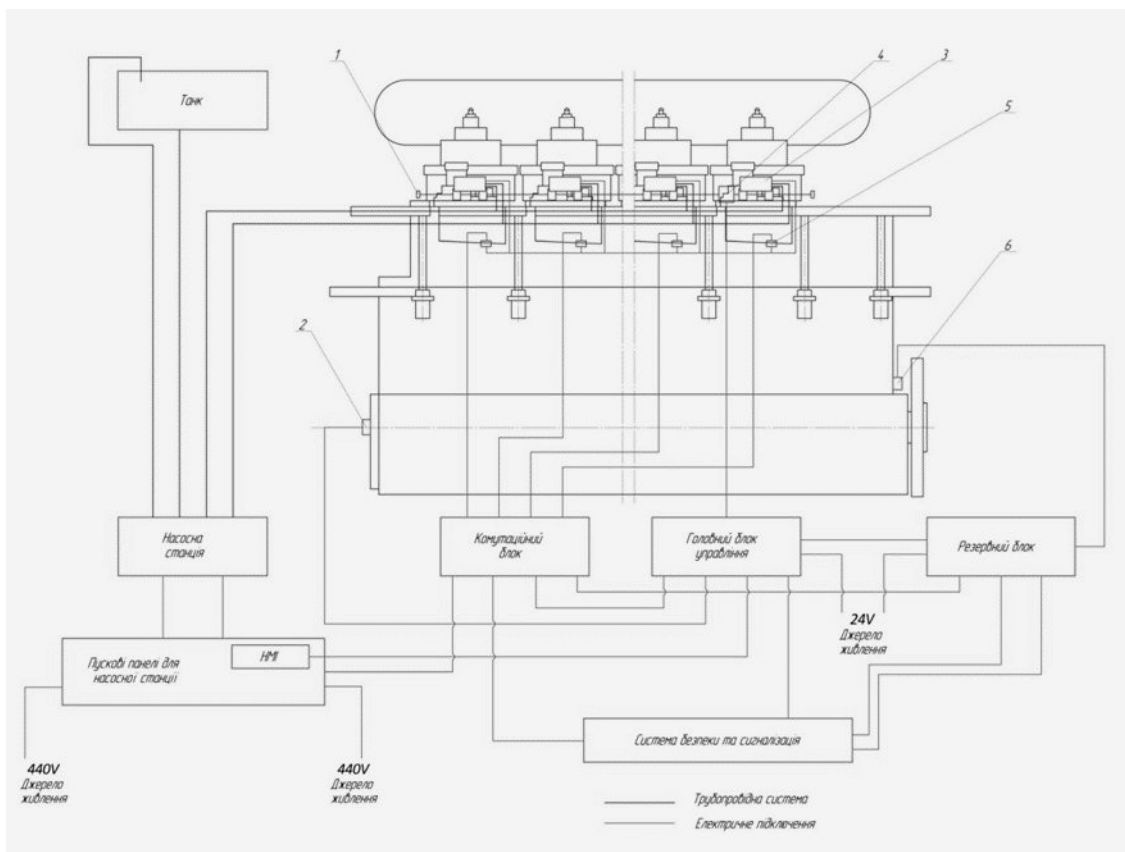 1
4
3
Танк
5
6
2
Насосна
станція
Комутаційний
блок
Головний блок
управління
Резервний блок
24V
Джерело
живлення
HMI
Пускові панелі для
насосної станції
Система безпеки та сигналізація
440V
Джерело
живлення
440V
Джерело
живлення
Трубопровідна система
Електричне підключення